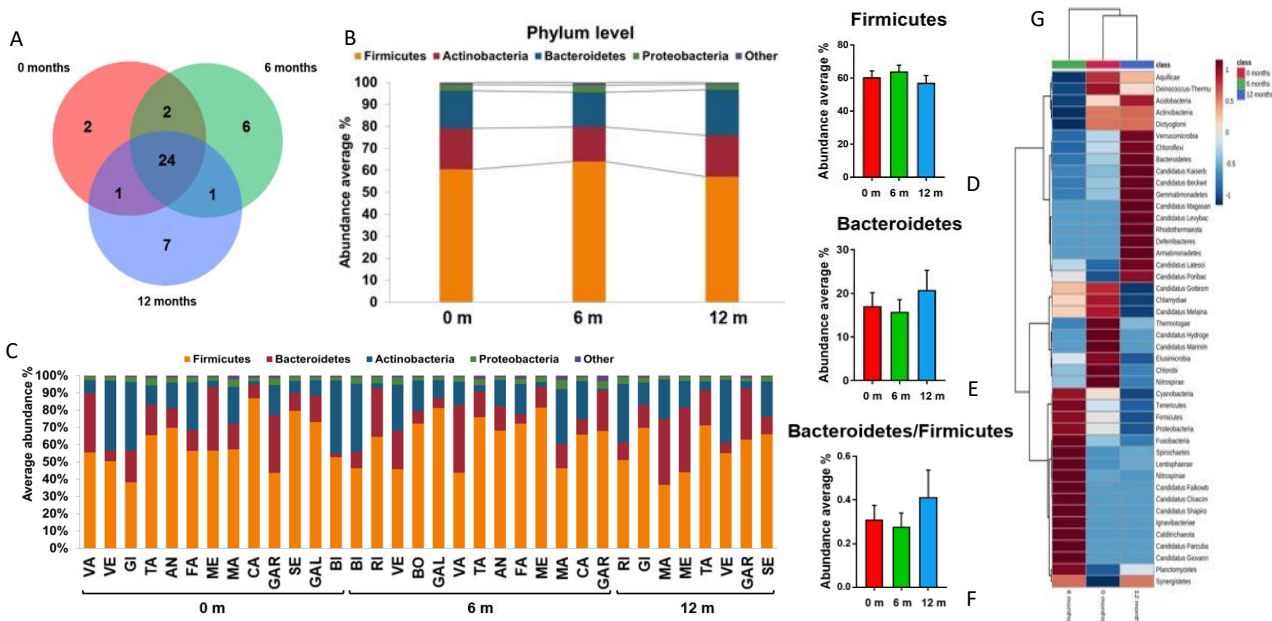 A
0 months
6 months
2
2
6
24
1
1
7
12 months
B
Phylum level
Firmicutes Actinobacteria Bacteroidetes Proteobacteria Other
Abundance average %
100
90
80
70
60
50
40
30
20
10
0
0 m 6 m 12 m
C
Firmicutes Bacteroidetes Actinobacteria Proteobacteria Other
Average abundance %
100%
90%
80%
70%
60%
50%
40%
30%
20%
10%
0%
VA VE GI TA AN FA ME MA CA GAR SE GAL BI BI RI VE BO GAL VA TA AN FA ME MA CA GAR RI GI MA ME TA VE GAR SE
0 m 6 m 12 m
Firmicutes
Abundance average %
80
60
40
20
0
0 m 6 m 12 m
D
Bacteroidetes
Abundance average %
30
20
10
0
0 m 6 m 12 m
E
Bacteroidetes/Firmicutes
Abundance average %
0.6
0.4
0.2
0.0
0 m 6 m 12 m
F
G
class
Aquificae
Deinococcus-Thermu
Acidobacteria
Actinobacteria
Dictyoglomi
Verrucomicrobia
Chloroflexi
Bacteroidetes
Candidatus Kaiserb
Candidatus Beckwit
Gemmatimonadetes
Candidatus Magasan
Candidatus Levybac
Rhodothermaeota
Deferribacteres
Armatimonadetes
Candidatus Latesci
Candidatus Poribac
Candidatus Gottesm
Chlamydiae
Candidatus Melaina
Thermotogae
Candidatus Hydroge
Candidatus Marinim
Elusimicrobia
Chlorobi
Nitrospirae
Cyanobacteria
Tenericutes
Firmicutes
Proteobacteria
Fusobacteria
Spirochaetes
Lentisphaerae
Nitrospinae
Candidatus Falkowb
Candidatus Cloacim
Candidatus Shapiro
Ignavibacteriae
Calditrichaeota
Candidatus Parcuba
Candidatus Giovann
Planctomycetes
Synergistetes
6 months
0 months
12 month
class
0 months
6 months
12 months
1
0.5
0
-0.5
-1